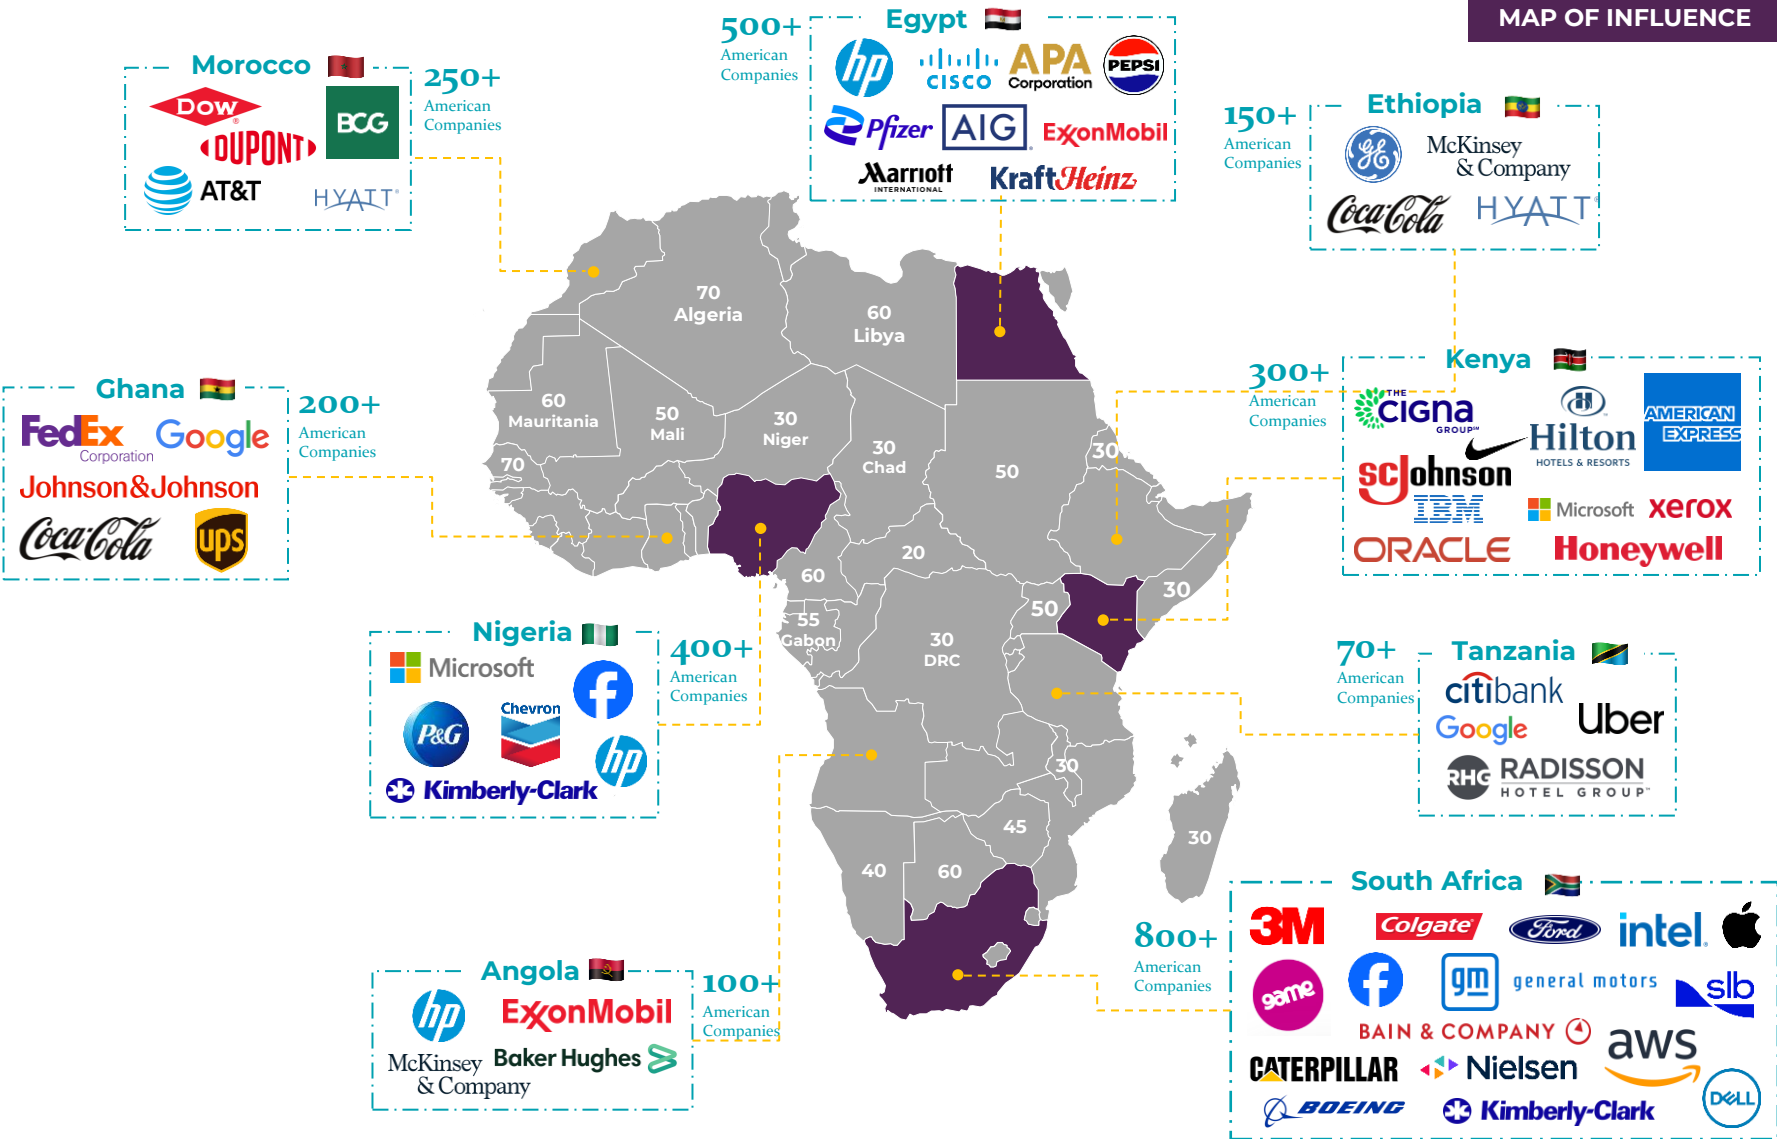 MAP OF INFLUENCE
Morocco
250+
American
Companies
DOW
BCG
DUPONT
AT&T
HYATT
500+
American
Companies
Egypt
hp
CISCO
APA
Corporation
PEPSI
Pfizer
AIG
ExxonMobil
Marriott
INTERNATIONAL
KraftHeinz
150+
American
Companies
Ethiopia
GE
McKinsey
& Company
Coca-Cola
HYATT
Ghana
200+
American
Companies
FedEx
Corporation
Google
Johnson&Johnson
Coca-Cola
ups
300+
American
Companies
Kenya
THE
cigna
GROUP℠
Hilton
HOTELS & RESORTS
AMERICAN
EXPRESS
SCJohnson
IBM
Microsoft
xerox
ORACLE
Honeywell
70
Algeria
60
Libya
60
Mauritania
50
Mali
30
Niger
30
Chad
50
30
70
20
60
55
Gabon
30
DRC
50
30
30
45
40
60
30
Nigeria
400+
American
Companies
Microsoft
f
P&G
Chevron
hp
Kimberly-Clark
70+
American
Companies
Tanzania
citibank
Google
Uber
RHG RADISSON
HOTEL GROUP™
Angola
100+
American
Companies
hp
ExxonMobil
McKinsey
& Company
Baker Hughes
800+
American
Companies
South Africa
3M
Colgate
Ford
intel.
game
f
gm general motors
slb
BAIN & COMPANY
aws
CATERPILLAR
Nielsen
BOEING
Kimberly-Clark
DELL